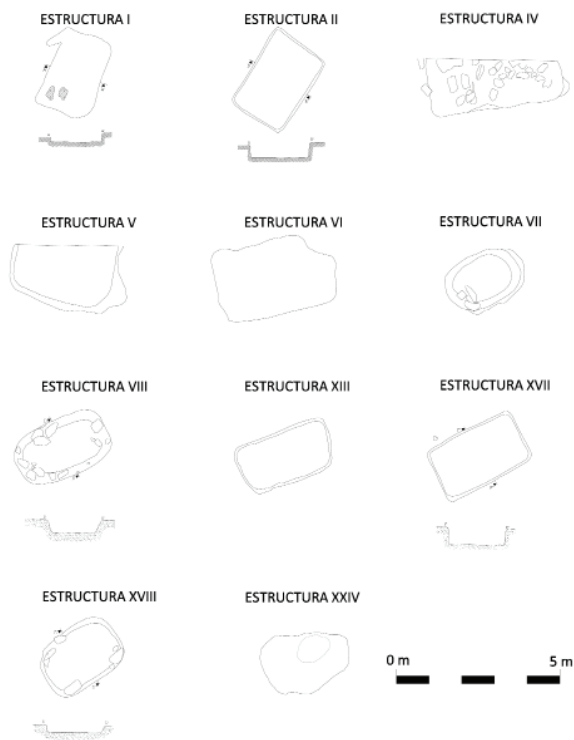 ESTRUCTURA I
ESTRUCTURA II
ESTRUCTURA IV
ESTRUCTURA V
ESTRUCTURA VI
ESTRUCTURA VII
ESTRUCTURA VIII
ESTRUCTURA XIII
ESTRUCTURA XVII
ESTRUCTURA XVIII
ESTRUCTURA XXIV
0 m 5 m